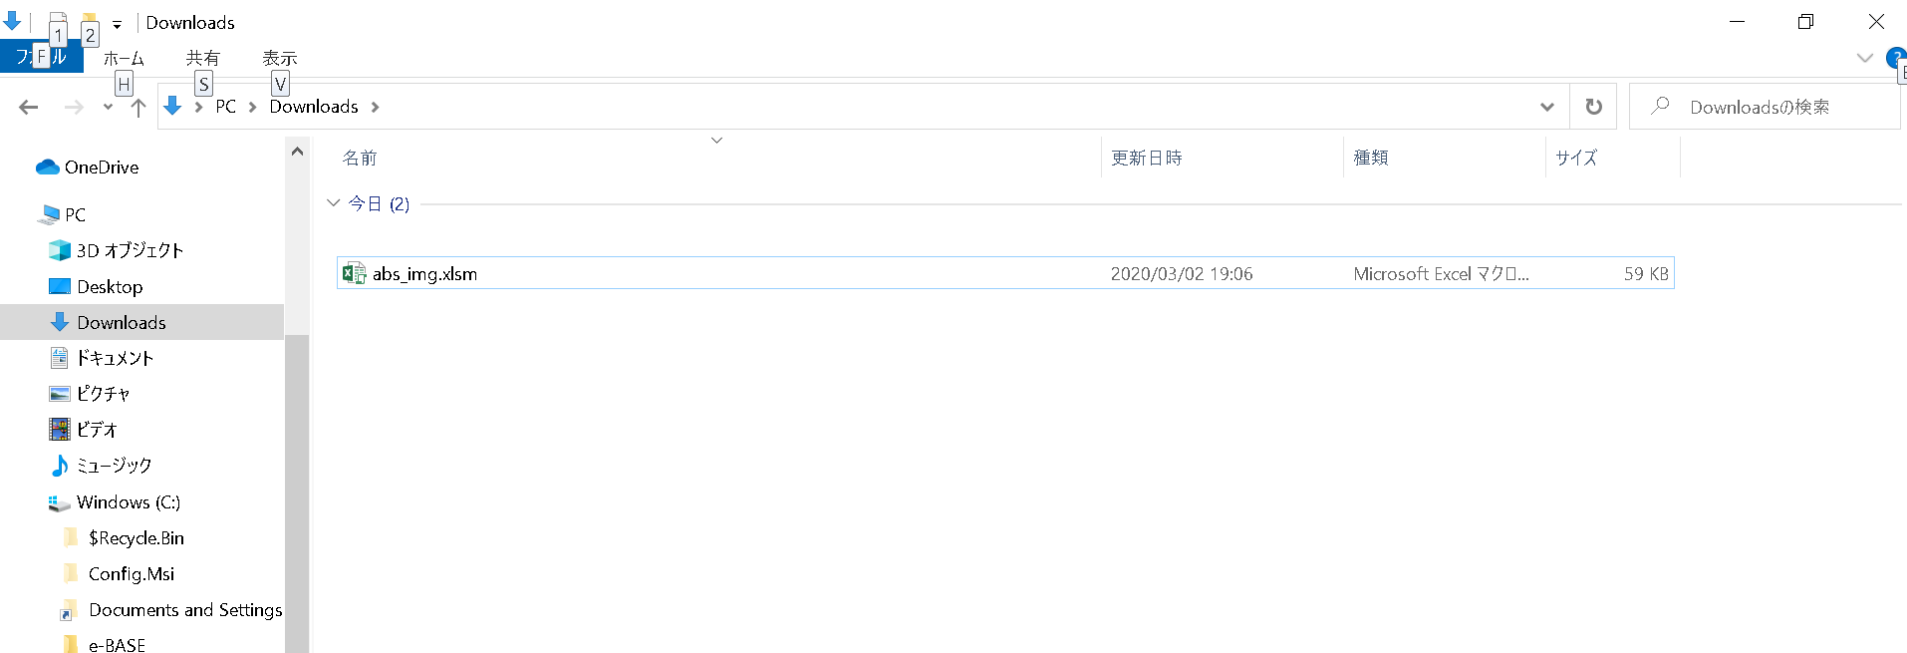 Downloads
1
2
ファイル
F
ホーム
共有
表示
H
S
V
?
PC
Downloads
Downloadsの検索
OneDrive
PC
3D オブジェクト
Desktop
Downloads
ドキュメント
ピクチャ
ビデオ
ミュージック
Windows (C:)
$Recycle.Bin
Config.Msi
Documents and Settings
e-BASE
名前
更新日時
種類
サイズ
今日 (2)
abs_img.xlsm
2020/03/02 19:06
Microsoft Excel マクロ...
59 KB